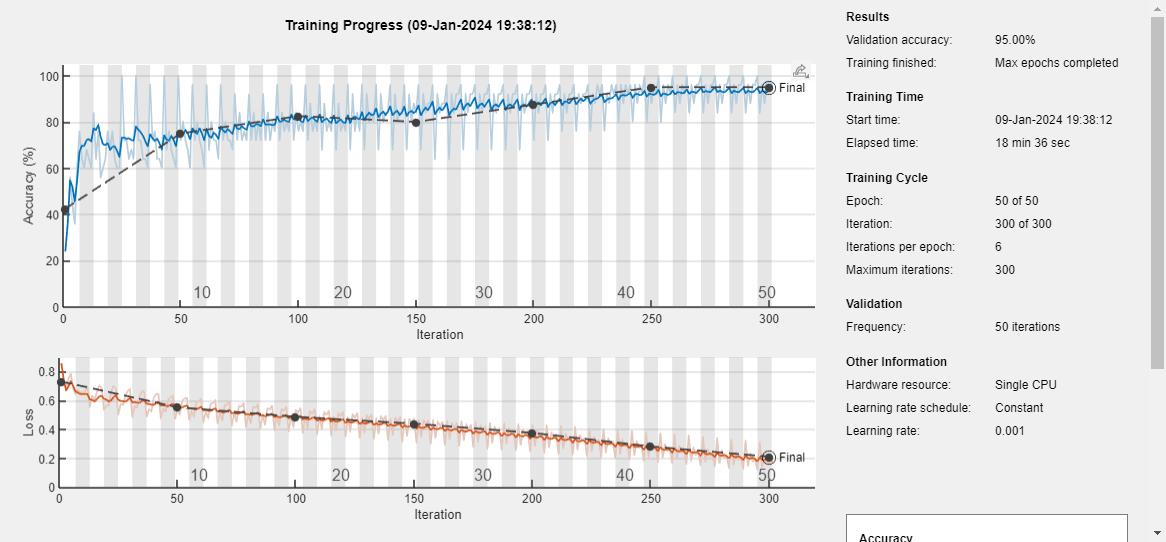 Training Progress (09-Jan-2024 19:38:12)
100
80
60
40
20
0
Accuracy (%)
Final
10 20 30 40 50
0 50 100 150 200 250 300
Iteration
0.8
0.6
0.4
0.2
0
Loss
Final
10 20 30 40 50
0 50 100 150 200 250 300
Iteration
Results
Validation accuracy: 95.00%
Training finished: Max epochs completed
Training Time
Start time: 09-Jan-2024 19:38:12
Elapsed time: 18 min 36 sec
Training Cycle
Epoch: 50 of 50
Iteration: 300 of 300
Iterations per epoch: 6
Maximum iterations: 300
Validation
Frequency: 50 iterations
Other Information
Hardware resource: Single CPU
Learning rate schedule: Constant
Learning rate: 0.001
Accuracy